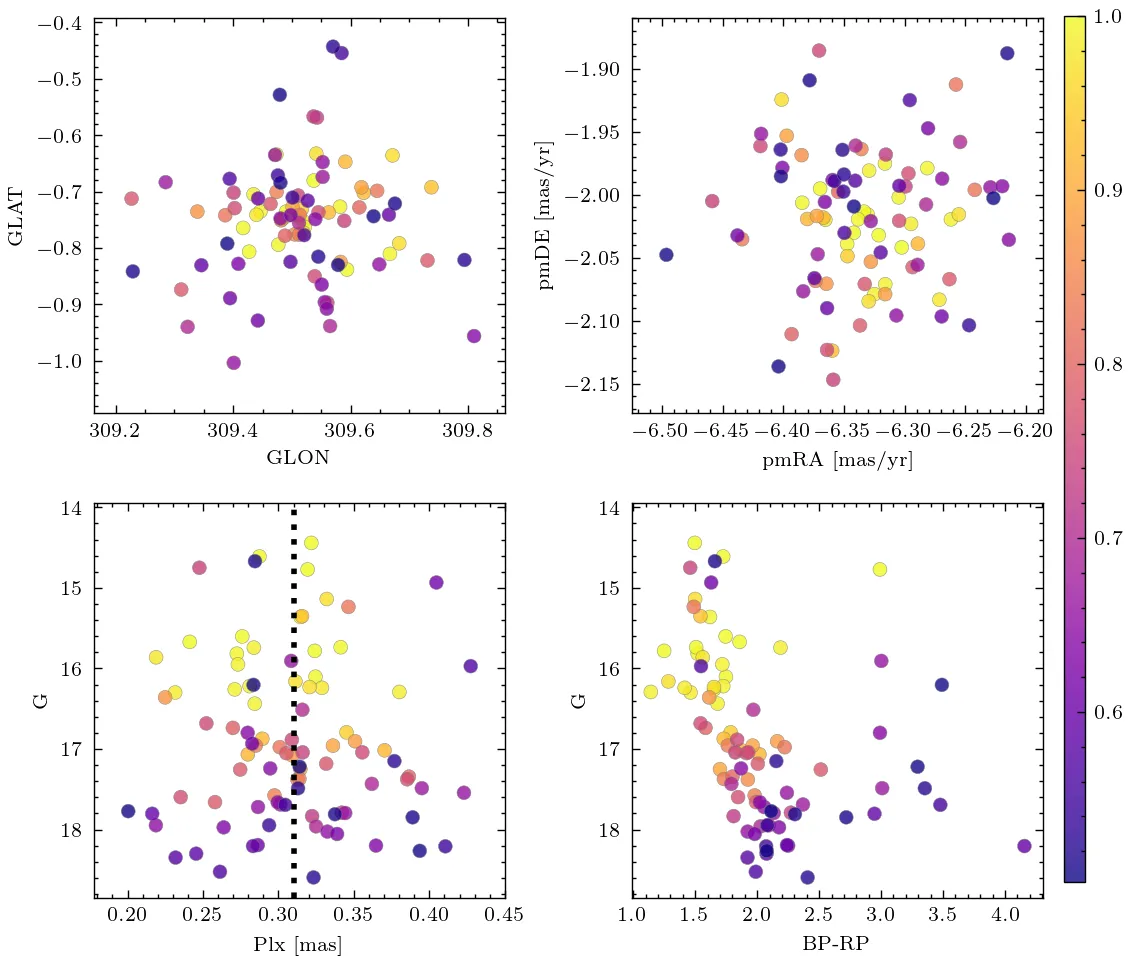 −0.4
−0.5
−0.6
−0.7
−0.8
−0.9
−1.0
GLAT
309.2 309.4 309.6 309.8
GLON
−1.90
−1.95
−2.00
−2.05
−2.10
−2.15
pmDE [mas/yr]
−6.50 −6.45 −6.40 −6.35 −6.30 −6.25 −6.20
pmRA [mas/yr]
14
15
16
17
18
G
0.20 0.25 0.30 0.35 0.40 0.45
Plx [mas]
14
15
16
17
18
G
1.0 1.5 2.0 2.5 3.0 3.5 4.0
BP-RP
1.0
0.9
0.8
0.7
0.6